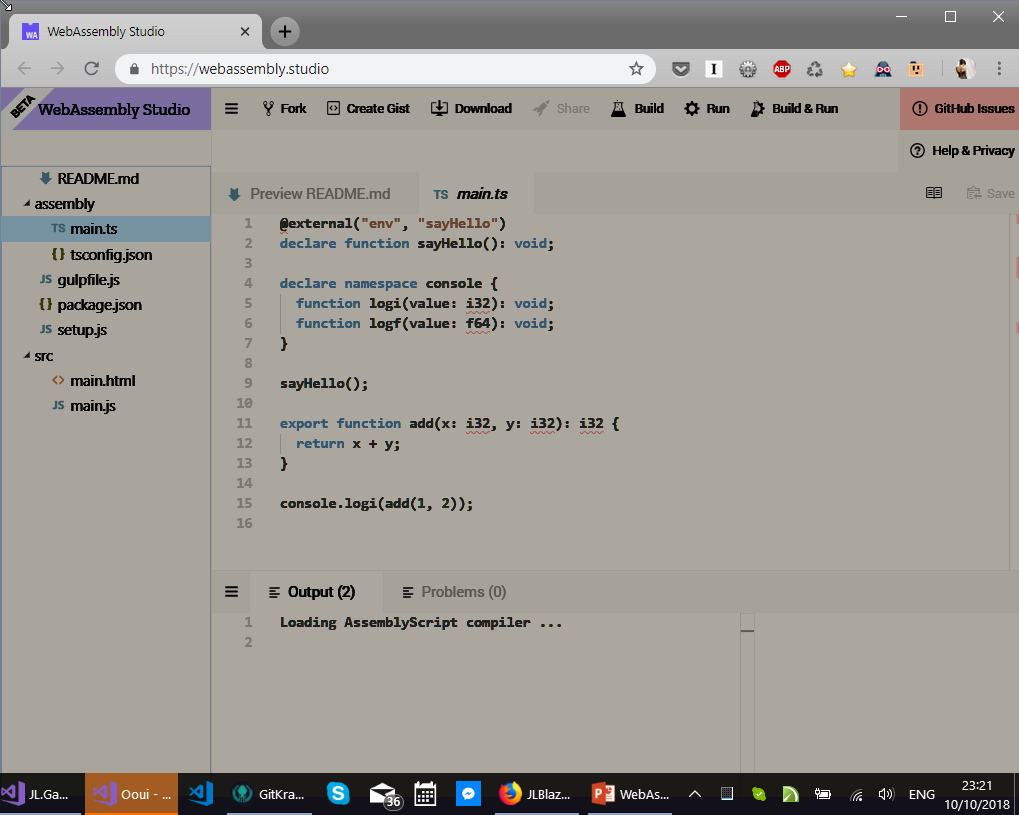 WebAssembly Studio
https://webassembly.studio
BETA
WebAssembly Studio
Fork
Create Gist
Download
Share
Build
Run
Build & Run
GitHub Issues
Help & Privacy
README.md
assembly
TS main.ts
{} tsconfig.json
JS gulpfile.js
{} package.json
JS setup.js
src
<> main.html
JS main.js
Preview README.md
TS main.ts
Save
1 @external("env", "sayHello")
2 declare function sayHello(): void;
3
4 declare namespace console {
5 function logi(value: i32): void;
6 function logf(value: f64): void;
7 }
8
9 sayHello();
10
11 export function add(x: i32, y: i32): i32 {
12 return x + y;
13 }
14
15 console.logi(add(1, 2));
16
Output (2)
Problems (0)
1 Loading AssemblyScript compiler ...
2
JL.Ga...
Ooui - ...
GitKra...
36
JLBlaz...
WebAs...
ENG
23:21
10/10/2018